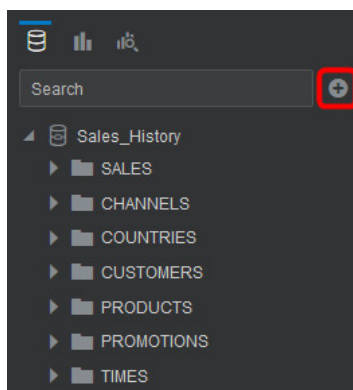 Search
Sales_History
SALES
CHANNELS
COUNTRIES
CUSTOMERS
PRODUCTS
PROMOTIONS
TIMES